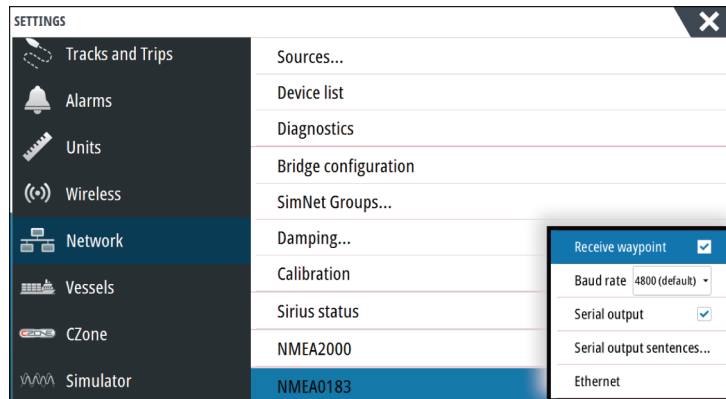 SETTINGS
Tracks and Trips
Alarms
Units
Wireless
Network
Vessels
CZONE CZone
Simulator
Sources...
Device list
Diagnostics
Bridge configuration
SimNet Groups...
Damping...
Calibration
Sirius status
NMEA2000
NMEA0183
Receive waypoint
Baud rate 4800 (default)
Serial output
Serial output sentences...
Ethernet